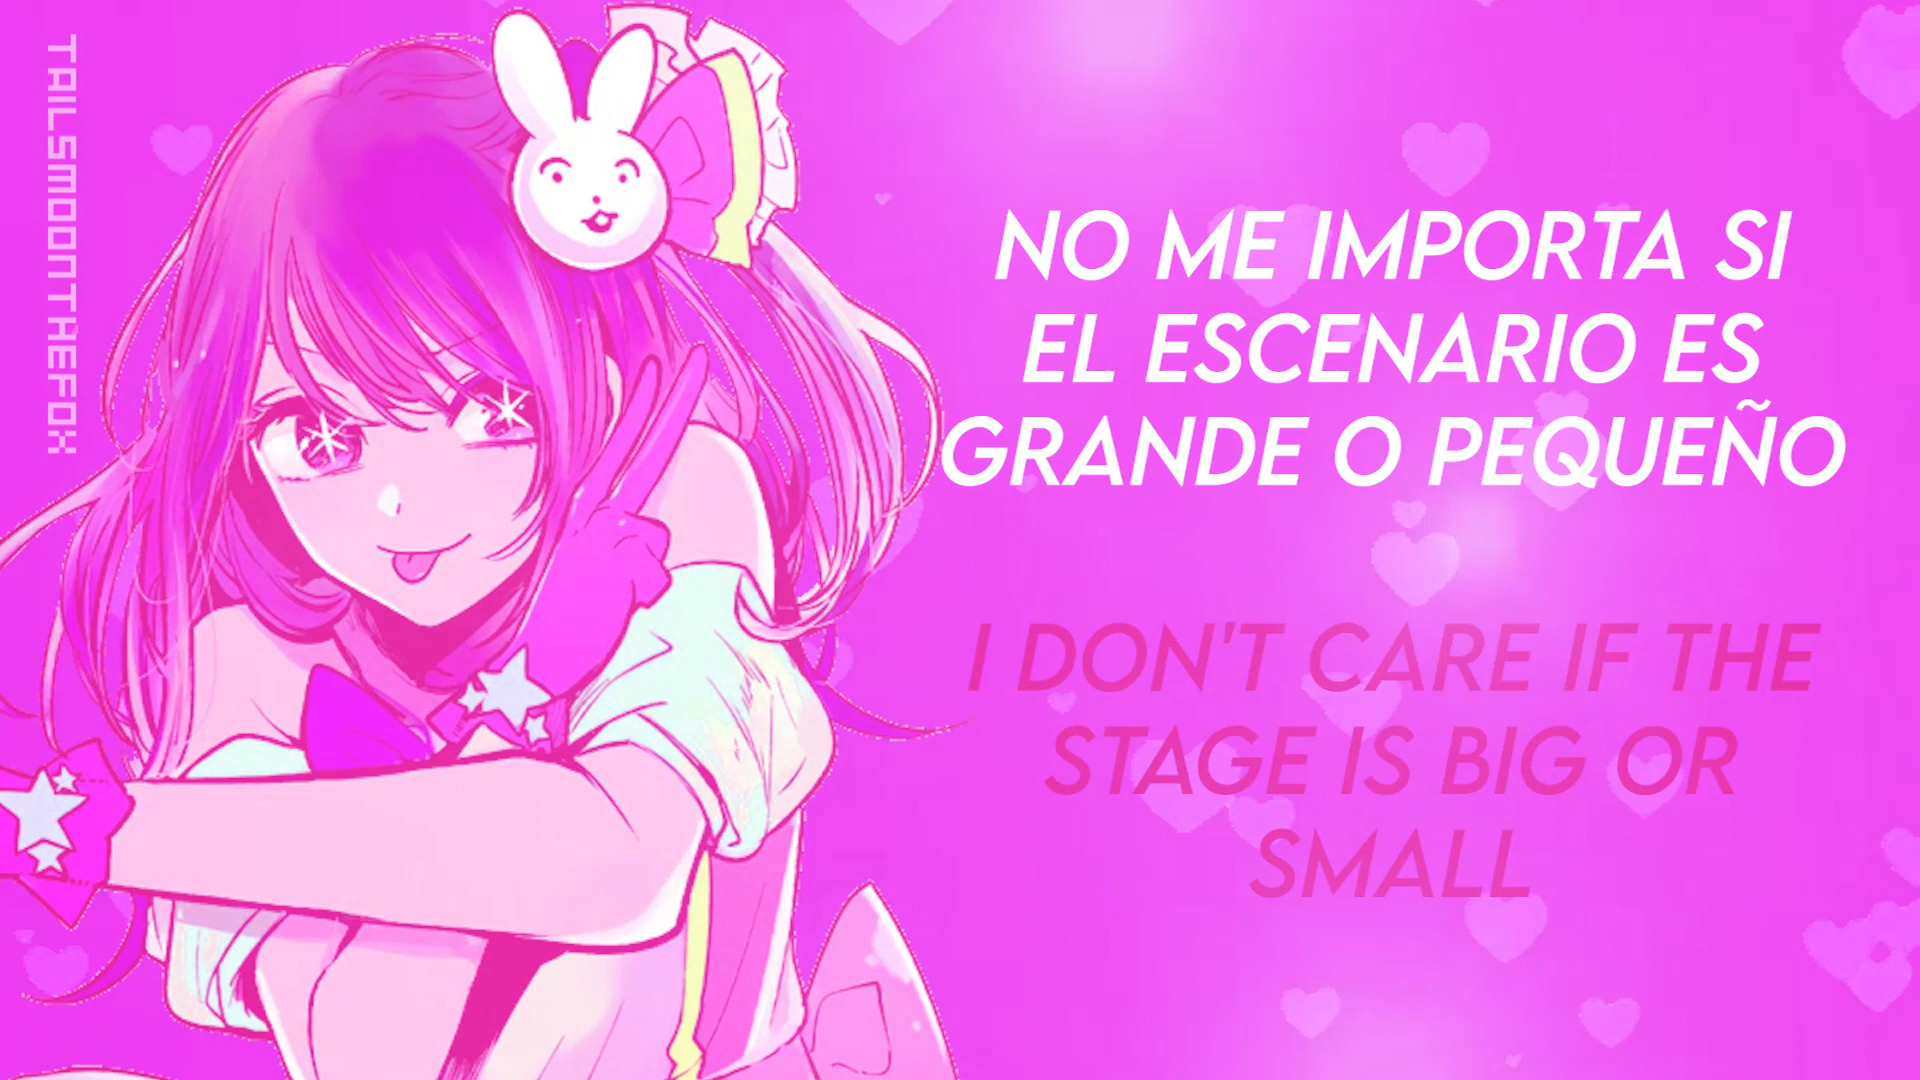 TAILSMOONTHEFOX
NO ME IMPORTA SI
EL ESCENARIO ES
GRANDE O PEQUEÑO
I DON'T CARE IF THE
STAGE IS BIG OR
SMALL